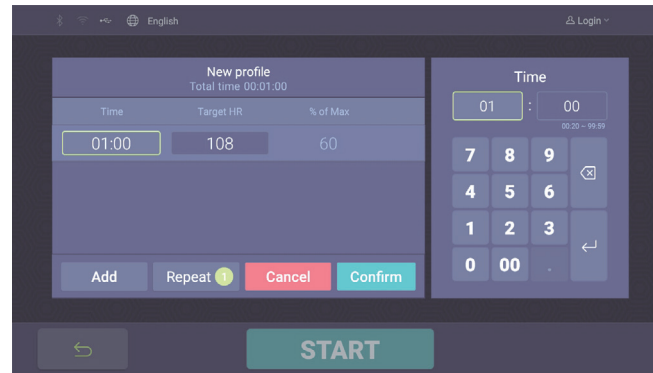 English
Login
New profile
Total time 00:01:00
Time Target HR % of Max
01:00 108 60
Add Repeat 1 Cancel Confirm
Time
01 : 00
00:20 ~ 99:59
7 8 9
4 5 6
1 2 3
0 00 .
START